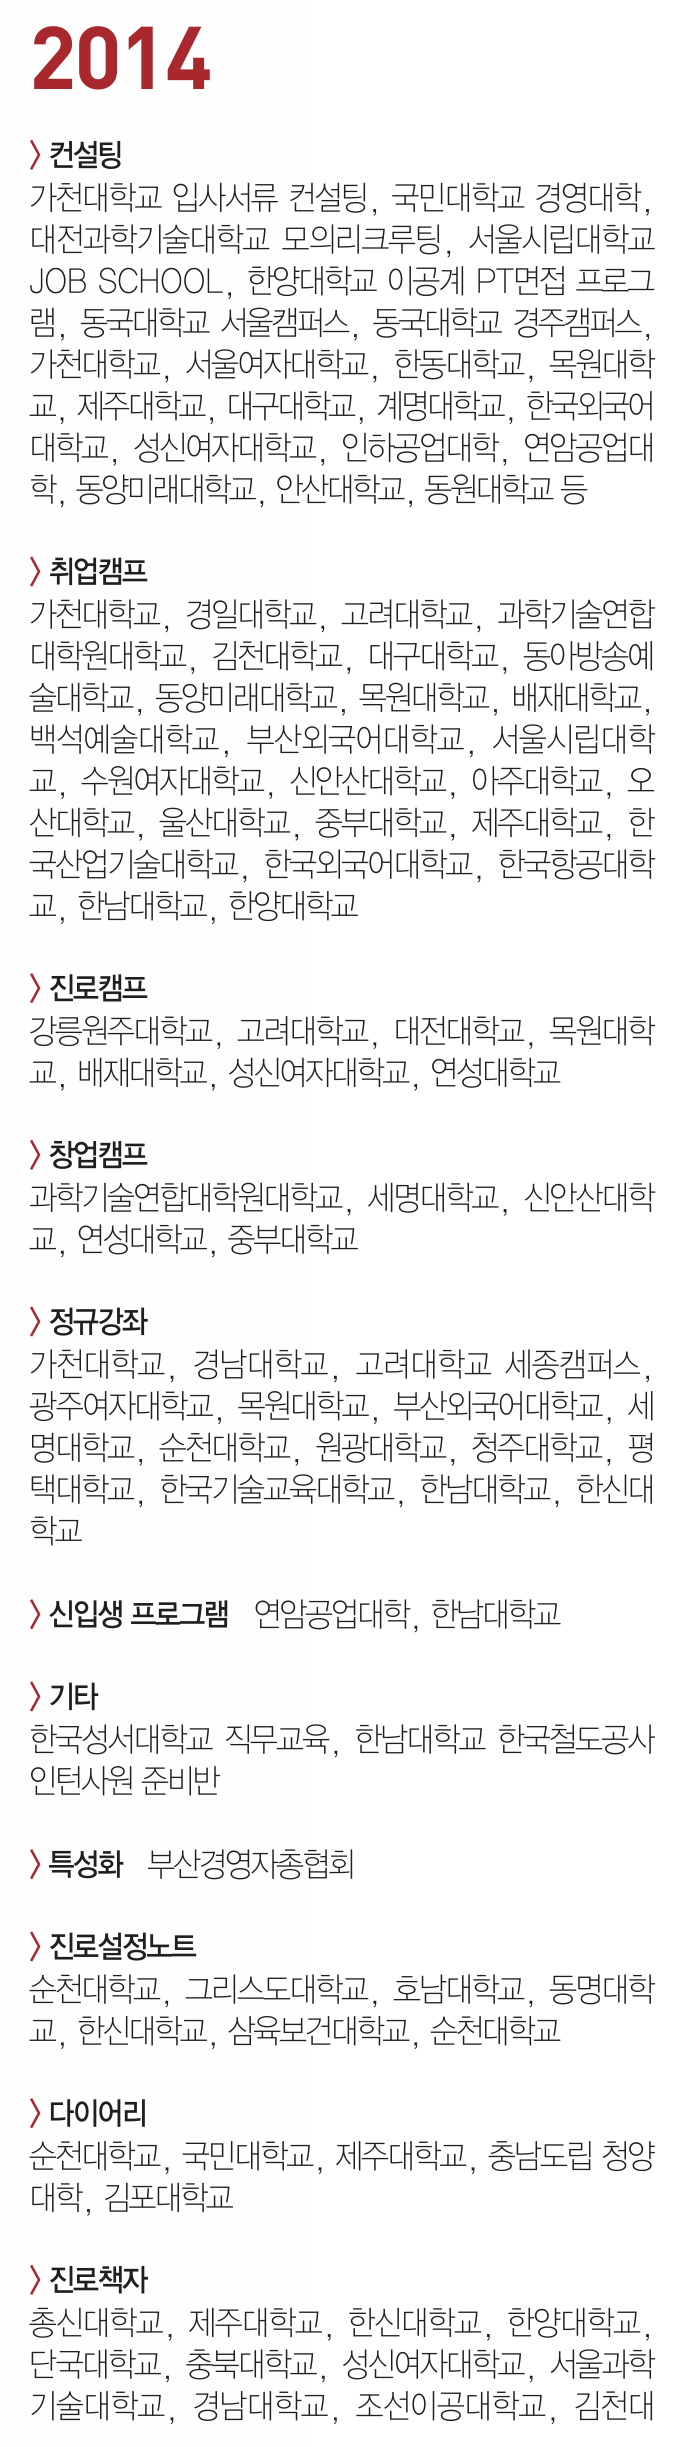 2014
〉컨설팅
가천대학교 입사서류 컨설팅, 국민대학교 경영대학,
대전과학기술대학교 모의리크루팅, 서울시립대학교
JOB SCHOOL, 한양대학교 이공계 PT면접 프로그
램, 동국대학교 서울캠퍼스, 동국대학교 경주캠퍼스,
가천대학교, 서울여자대학교, 한동대학교, 목원대학
교, 제주대학교, 대구대학교, 계명대학교, 한국외국어
대학교, 성신여자대학교, 인하공업대학, 연암공업대
학, 동양미래대학교, 안산대학교, 동원대학교 등
〉취업캠프
가천대학교, 경일대학교, 고려대학교, 과학기술연합
대학원대학교, 김천대학교, 대구대학교, 동아방송예
술대학교, 동양미래대학교, 목원대학교, 배재대학교,
백석예술대학교, 부산외국어대학교, 서울시립대학
교, 수원여자대학교, 신안산대학교, 아주대학교, 오
산대학교, 울산대학교, 중부대학교, 제주대학교, 한
국산업기술대학교, 한국외국어대학교, 한국항공대학
교, 한남대학교, 한양대학교
〉진로캠프
강릉원주대학교, 고려대학교, 대전대학교, 목원대학
교, 배재대학교, 성신여자대학교, 연성대학교
〉창업캠프
과학기술연합대학원대학교, 세명대학교, 신안산대학
교, 연성대학교, 중부대학교
〉정규강좌
가천대학교, 경남대학교, 고려대학교 세종캠퍼스,
광주여자대학교, 목원대학교, 부산외국어대학교, 세
명대학교, 순천대학교, 원광대학교, 청주대학교, 평
택대학교, 한국기술교육대학교, 한남대학교, 한신대
학교
〉신입생 프로그램 연암공업대학, 한남대학교
〉기타
한국성서대학교 직무교육, 한남대학교 한국철도공사
인턴사원 준비반
〉특성화 부산경영자총협회
〉진로설정노트
순천대학교, 그리스도대학교, 호남대학교, 동명대학
교, 한신대학교, 삼육보건대학교, 순천대학교
〉다이어리
순천대학교, 국민대학교, 제주대학교, 충남도립 청양
대학, 김포대학교
〉진로책자
총신대학교, 제주대학교, 한신대학교, 한양대학교,
단국대학교, 충북대학교, 성신여자대학교, 서울과학
기술대학교, 경남대학교, 조선이공대학교, 김천대